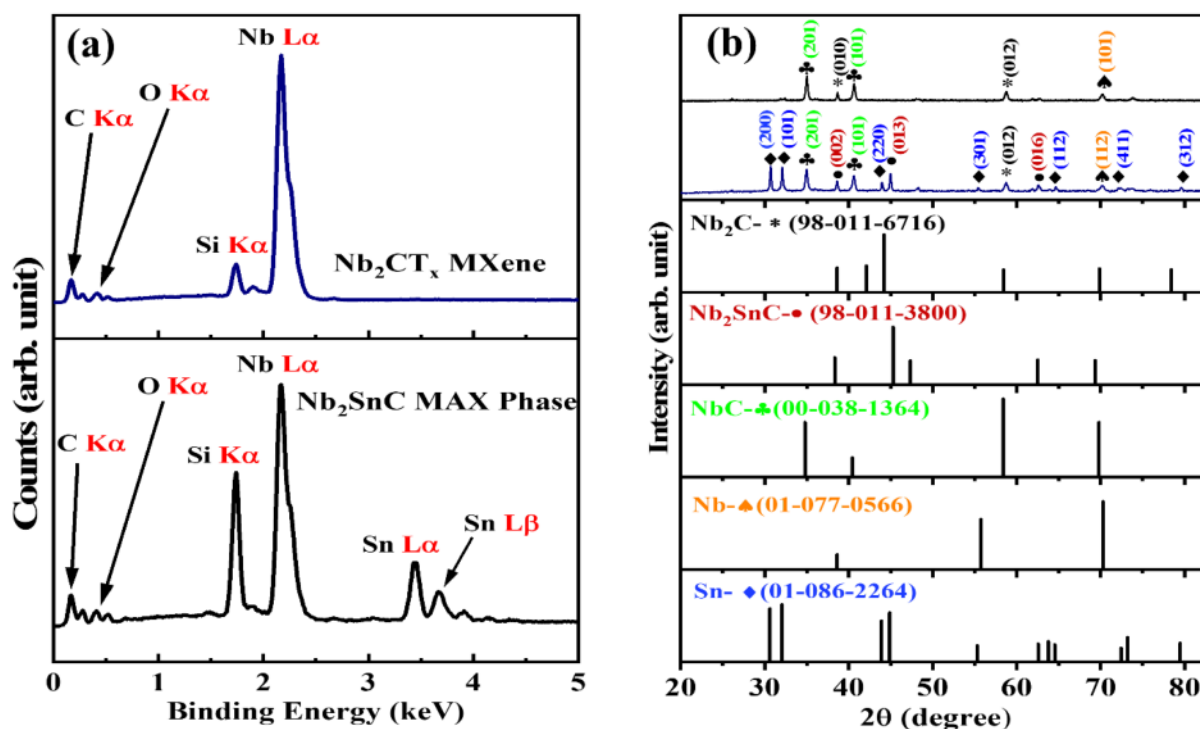 (a)
Nb Lα
O Kα
C Kα
Si Kα
Nb₂CTₓ MXene
Nb Lα
Nb₂SnC MAX Phase
O Kα
C Kα
Si Kα
Sn Lβ
Sn Lα
Counts (arb. unit)
0 1 2 3 4 5
Binding Energy (keV)
(b)
♣(201)
*(010)
♣(101)
*(012)
♠(101)
◆(200)
◆(101)
♣(201)
●(002)
♣(101)
◆(220)
●(013)
◆(301)
*(012)
●(016)
◆(112)
♠(112)
◆(411)
◆(312)
Nb₂C- * (98-011-6716)
Nb₂SnC-● (98-011-3800)
NbC-♣(00-038-1364)
Nb-♠(01-077-0566)
Sn- ◆(01-086-2264)
Intensity (arb. unit)
20 30 40 50 60 70 80
2θ (degree)